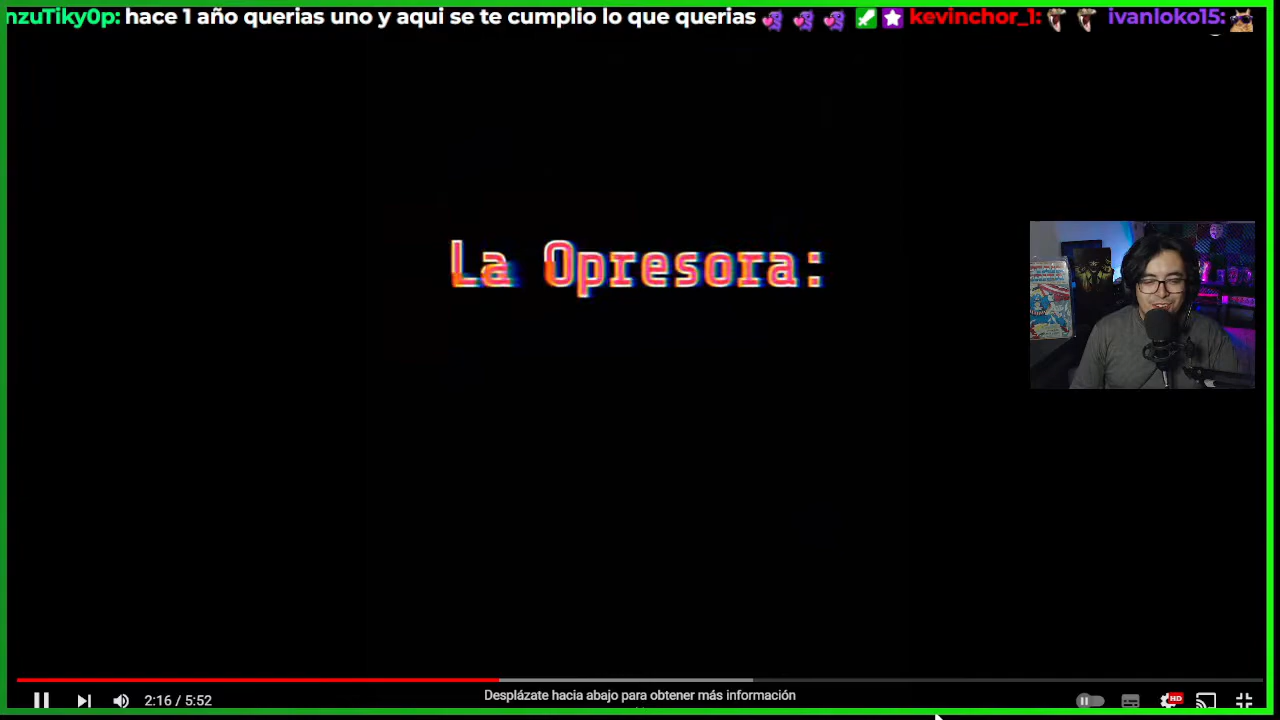 nzuTiky0p: hace 1 año querias uno y aqui se te cumplio lo que querias kevinchor_1: ivanloko15:
La Opresora:
2:16 / 5:52
Desplázate hacia abajo para obtener más información
HD